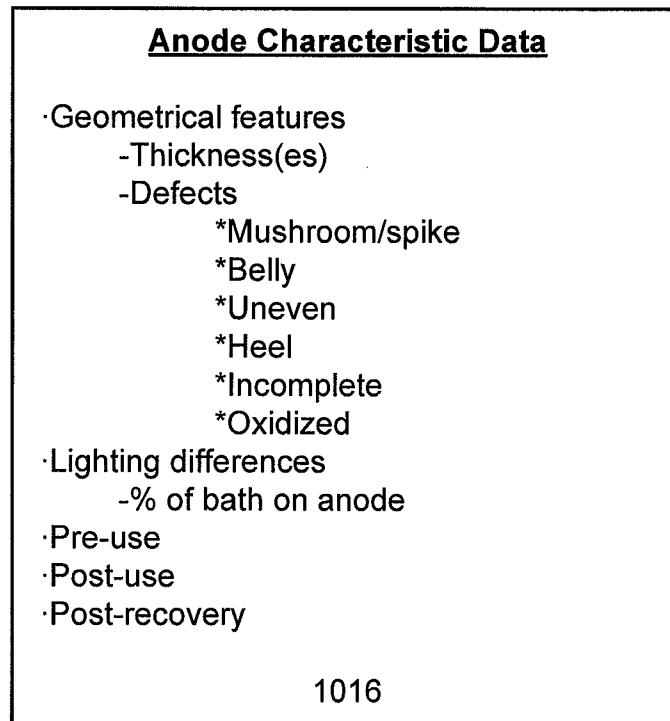 Anode Characteristic Data
·Geometrical features
-Thickness(es)
-Defects
*Mushroom/spike
*Belly
*Uneven
*Heel
*Incomplete
*Oxidized
·Lighting differences
-% of bath on anode
·Pre-use
·Post-use
·Post-recovery
1016